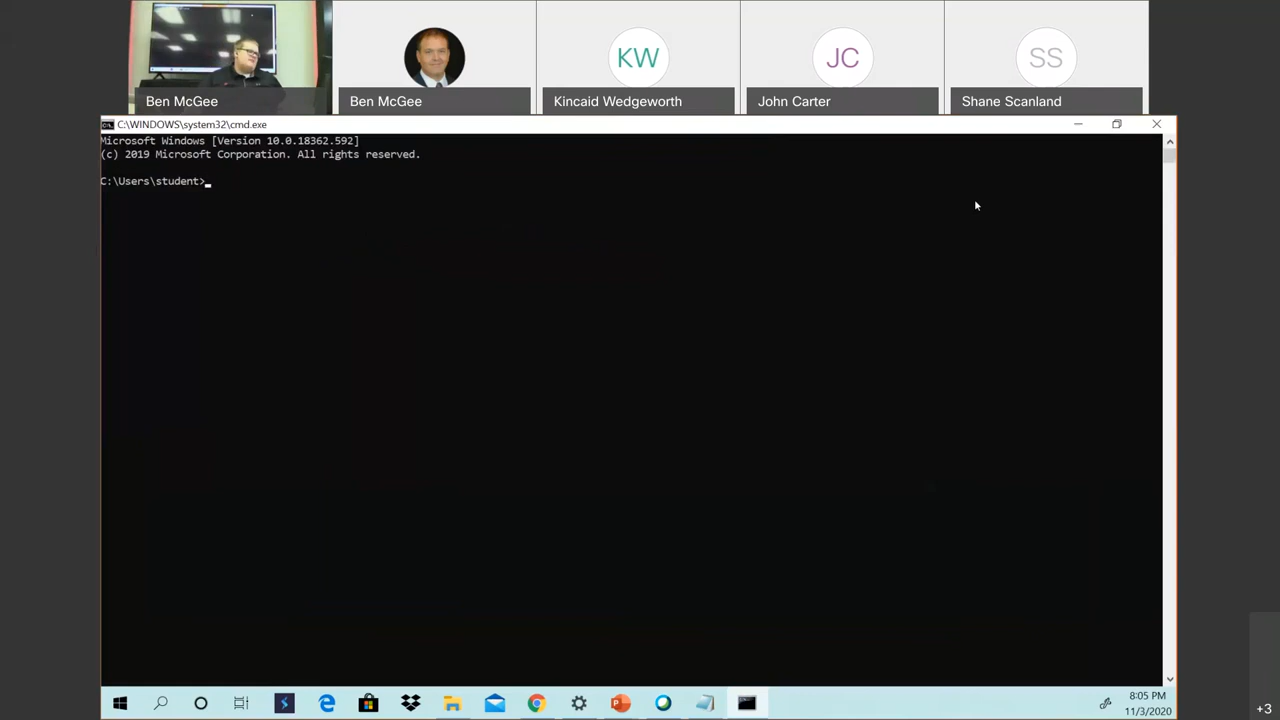 Ben McGee
Ben McGee
KW
Kincaid Wedgeworth
JC
John Carter
SS
Shane Scanland
C:\WINDOWS\system32\cmd.exe
Microsoft Windows [Version 10.0.18362.592]
(c) 2019 Microsoft Corporation. All rights reserved.
C:\Users\student>
8:05 PM
11/3/2020
+3